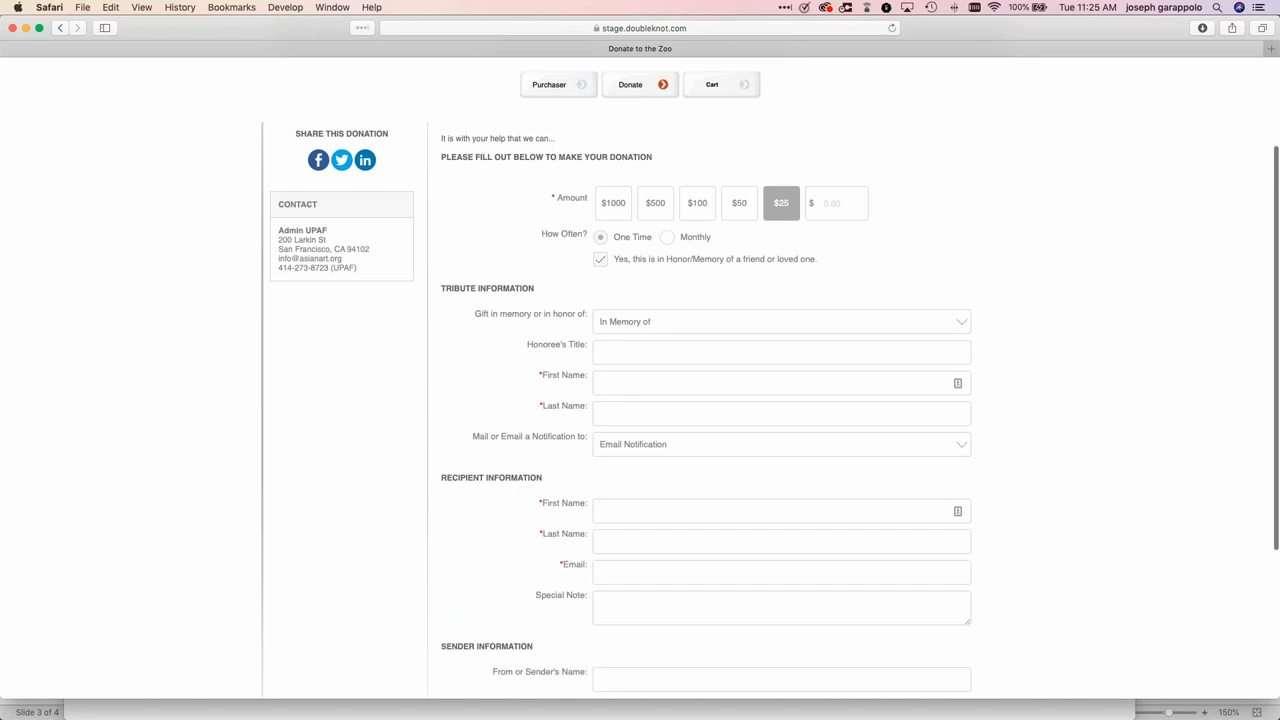 Safari File Edit View History Bookmarks Develop Window Help 100% Tue 11:25 AM joseph garappolo
stage.doubleknot.com
Donate to the Zoo
Purchaser Donate Cart
SHARE THIS DONATION
CONTACT
Admin UPAF
200 Larkin St
San Francisco, CA 94102
info@asianart.org
414-273-8723 (UPAF)
It is with your help that we can...
PLEASE FILL OUT BELOW TO MAKE YOUR DONATION
* Amount $1000 $500 $100 $50 $25 $ 0.00
How Often? One Time Monthly
Yes, this is in Honor/Memory of a friend or loved one.
TRIBUTE INFORMATION
Gift in memory or in honor of: In Memory of
Honoree's Title:
*First Name:
*Last Name:
Mail or Email a Notification to: Email Notification
RECIPIENT INFORMATION
*First Name:
*Last Name:
*Email:
Special Note:
SENDER INFORMATION
From or Sender's Name:
Slide 3 of 4 150%